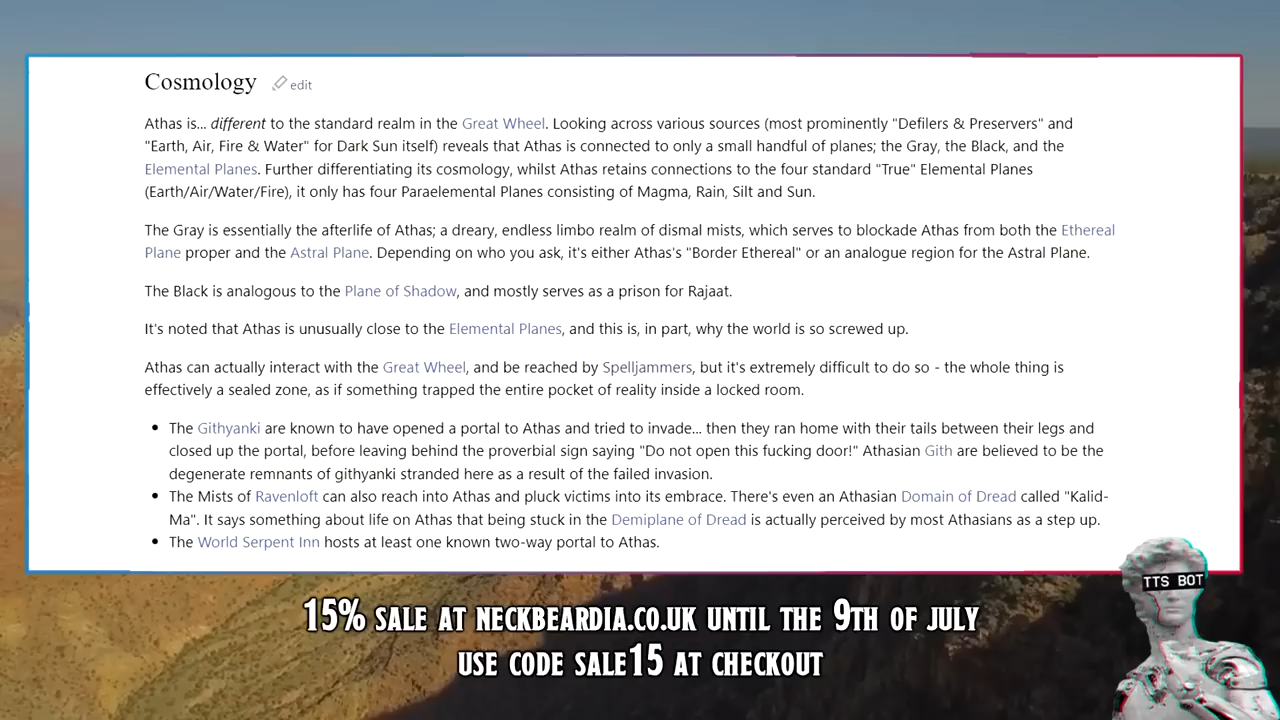 Cosmology edit
Athas is... different to the standard realm in the Great Wheel. Looking across various sources (most prominently "Defilers & Preservers" and
"Earth, Air, Fire & Water" for Dark Sun itself) reveals that Athas is connected to only a small handful of planes; the Gray, the Black, and the
Elemental Planes. Further differentiating its cosmology, whilst Athas retains connections to the four standard "True" Elemental Planes
(Earth/Air/Water/Fire), it only has four Paraelemental Planes consisting of Magma, Rain, Silt and Sun.
The Gray is essentially the afterlife of Athas; a dreary, endless limbo realm of dismal mists, which serves to blockade Athas from both the Ethereal
Plane proper and the Astral Plane. Depending on who you ask, it's either Athas's "Border Ethereal" or an analogue region for the Astral Plane.
The Black is analogous to the Plane of Shadow, and mostly serves as a prison for Rajaat.
It's noted that Athas is unusually close to the Elemental Planes, and this is, in part, why the world is so screwed up.
Athas can actually interact with the Great Wheel, and be reached by Spelljammers, but it's extremely difficult to do so - the whole thing is
effectively a sealed zone, as if something trapped the entire pocket of reality inside a locked room.
• The Githyanki are known to have opened a portal to Athas and tried to invade... then they ran home with their tails between their legs and
closed up the portal, before leaving behind the proverbial sign saying "Do not open this fucking door!" Athasian Gith are believed to be the
degenerate remnants of githyanki stranded here as a result of the failed invasion.
• The Mists of Ravenloft can also reach into Athas and pluck victims into its embrace. There's even an Athasian Domain of Dread called "Kalid-
Ma". It says something about life on Athas that being stuck in the Demiplane of Dread is actually perceived by most Athasians as a step up.
• The World Serpent Inn hosts at least one known two-way portal to Athas.
TTS BOT
15% SALE AT NECKBEARDIA.CO.UK UNTIL THE 9TH OF JULY
USE CODE SALE15 AT CHECKOUT